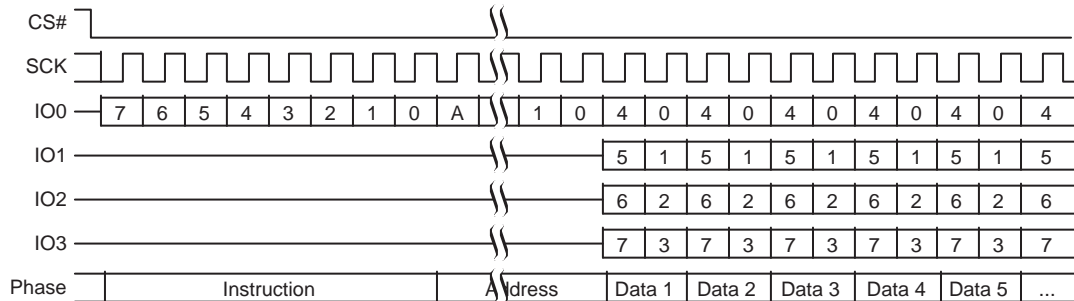 CS#
SCK
IO0 7 6 5 4 3 2 1 0 A 1 0 4 0 4 0 4 0 4 0 4 0 4
IO1 5 1 5 1 5 1 5 1 5 1 5
IO2 6 2 6 2 6 2 6 2 6 2 6
IO3 7 3 7 3 7 3 7 3 7 3 7
Phase Instruction Address Data 1 Data 2 Data 3 Data 4 Data 5 ...